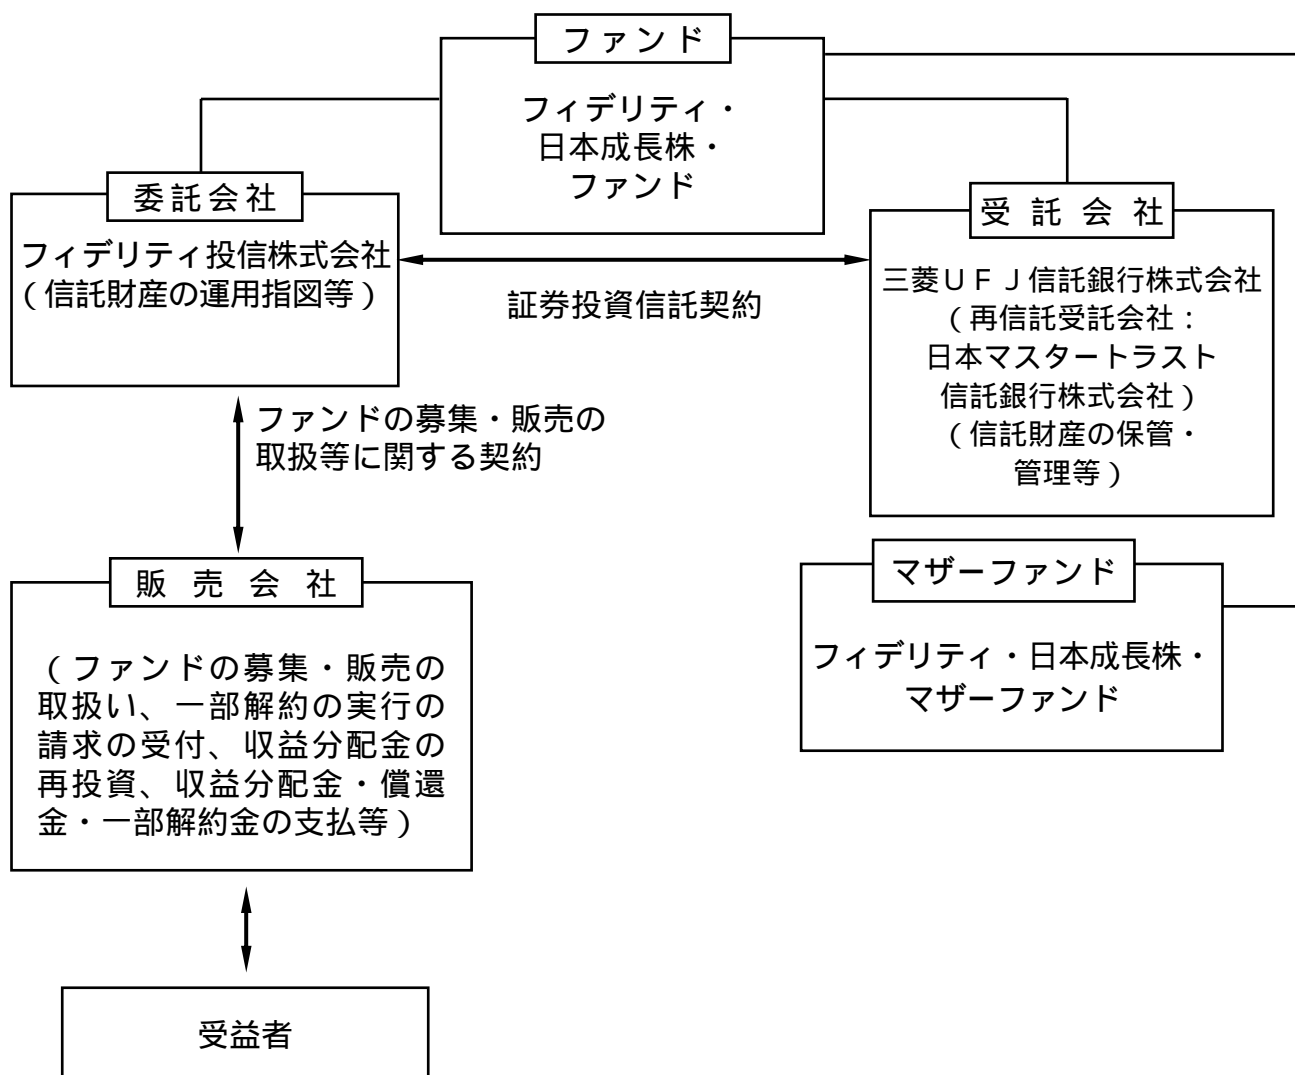 ファンド
フィデリティ・
日本成長株・
ファンド
委託会社
フィデリティ投信株式会社
（信託財産の運用指図等）
証券投資信託契約
受託会社
三菱ＵＦＪ信託銀行株式会社
（再信託受託会社：
日本マスタートラスト
信託銀行株式会社）
（信託財産の保管・
管理等）
ファンドの募集・販売の
取扱等に関する契約
販売会社
（ファンドの募集・販売の
取扱い、一部解約の実行の
請求の受付、収益分配金の
再投資、収益分配金・償還
金・一部解約金の支払等）
マザーファンド
フィデリティ・日本成長株・
マザーファンド
受益者